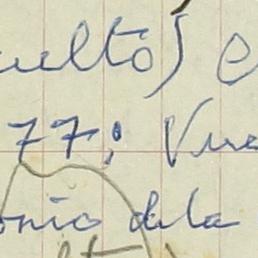 culto) e
77; Vue
onio de la